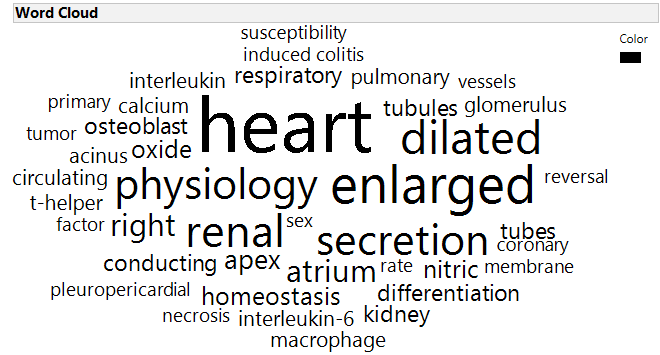 Word Cloud
Color
susceptibility
induced colitis
interleukin respiratory pulmonary vessels
primary calcium heart tubules glomerulus
tumor osteoblast dilated
acinus oxide
circulating physiology enlarged reversal
t-helper
factor right renal sex secretion tubes
coronary
conducting apex atrium rate nitric membrane
pleuropericardial homeostasis differentiation
necrosis interleukin-6 kidney
macrophage